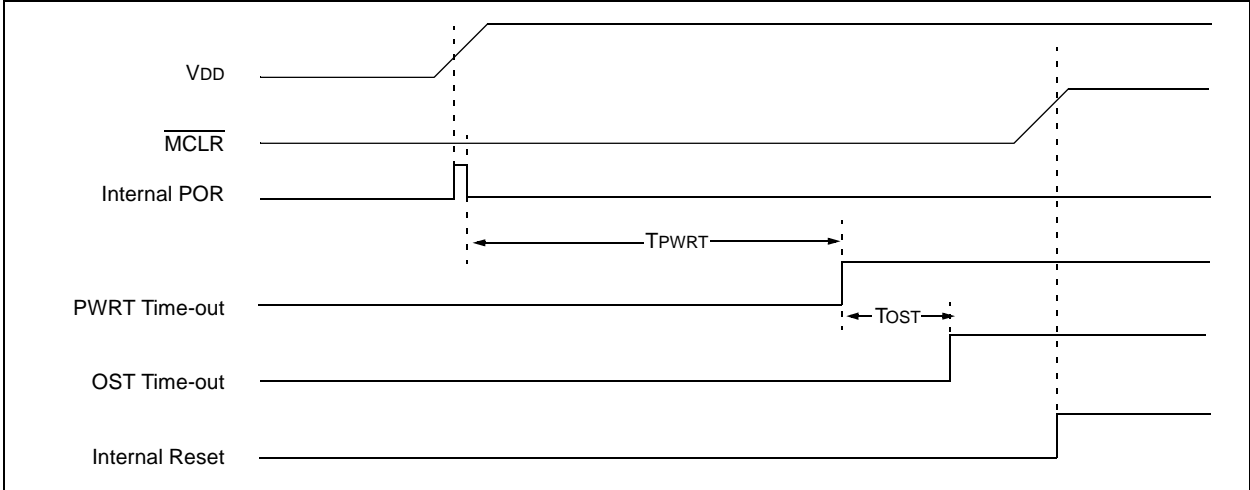 VDD
MCLR
Internal POR
TPWRT
PWRT Time-out
TOST
OST Time-out
Internal Reset